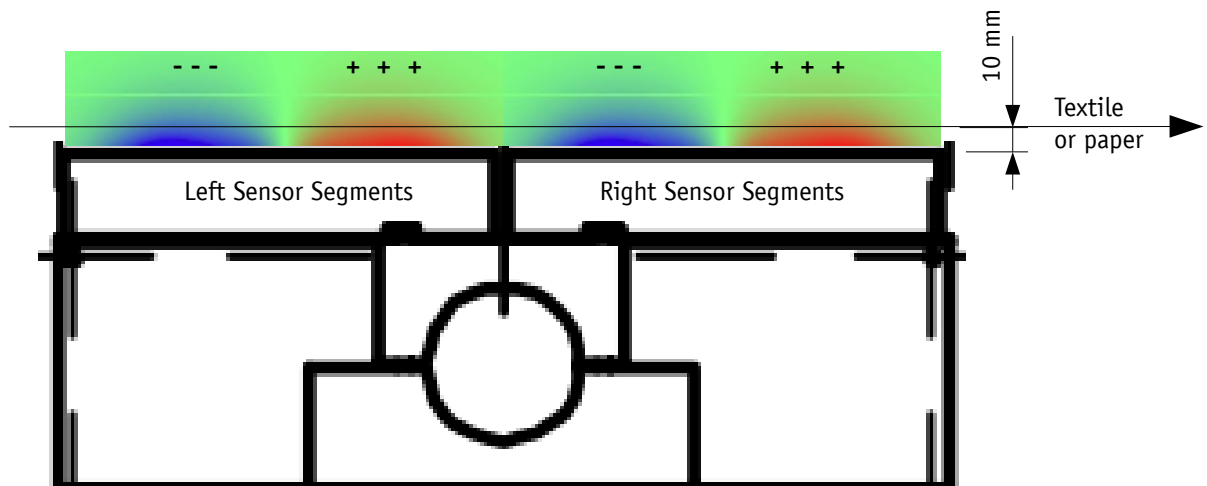 - - - + + + - - - + + +
10 mm
Textile
or paper
Left Sensor Segments Right Sensor Segments